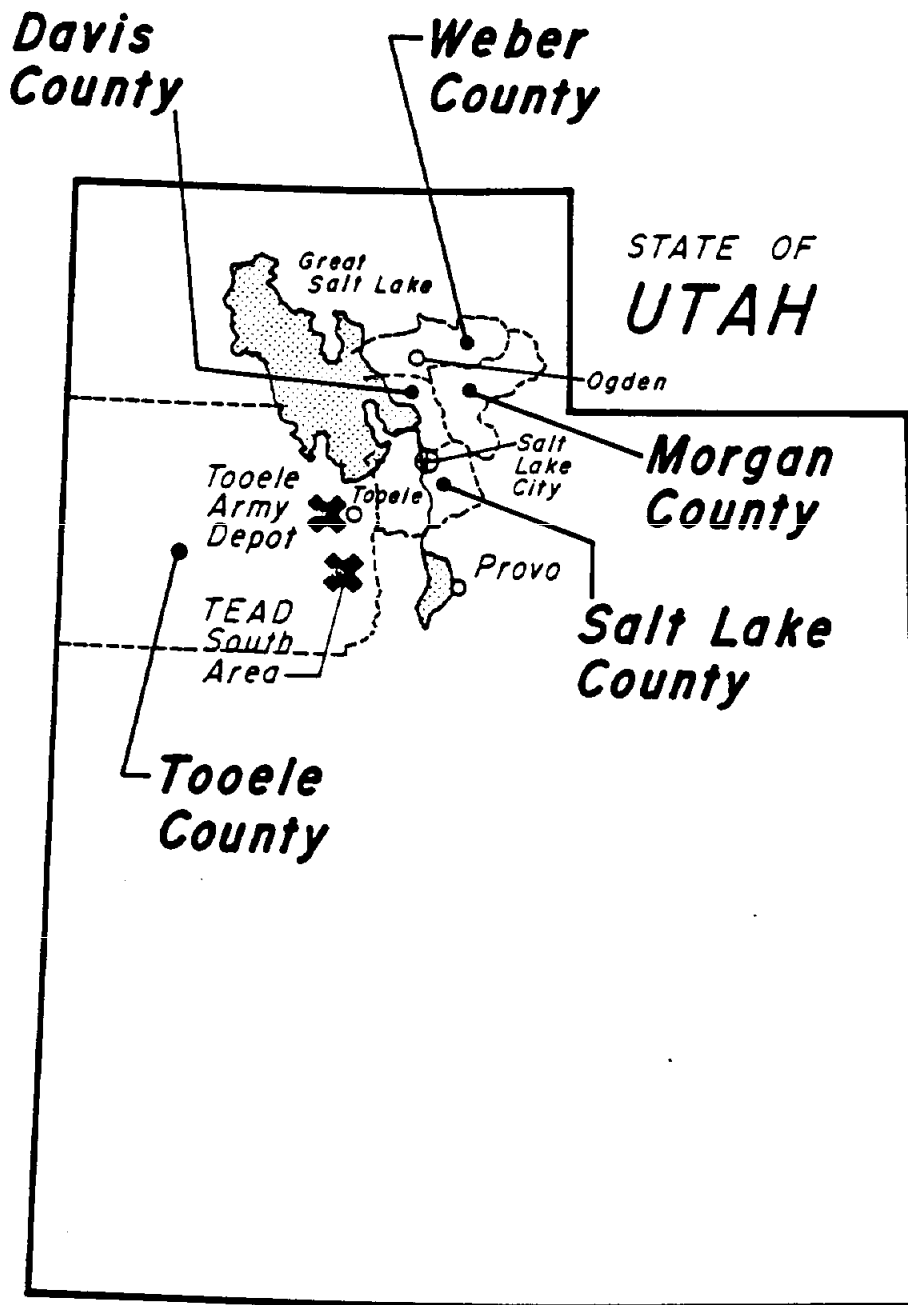 Davis
County
Weber
County
STATE OF
UTAH
Great
Salt Lake
Ogden
Salt
Lake
City
Morgan
County
Tooele
Army
Depot
Tooele
Provo
TEAD
South
Area
Salt Lake
County
Tooele
County